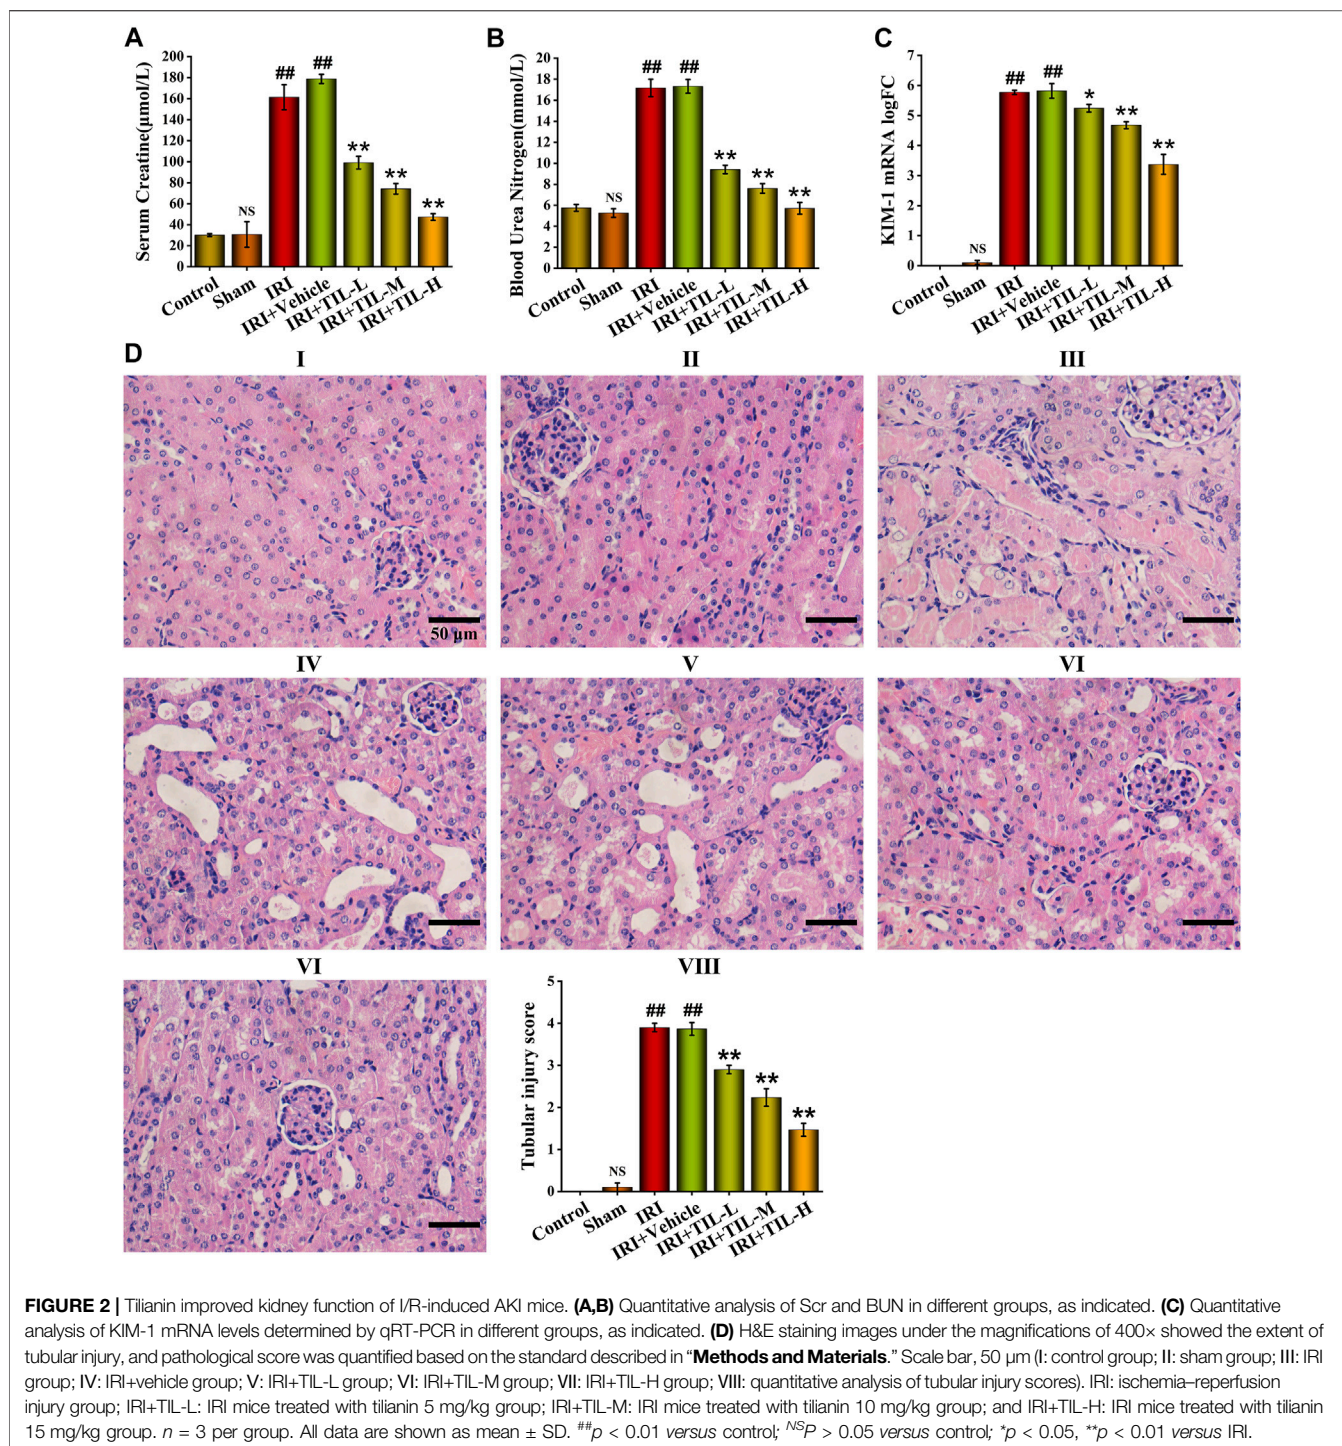 A
Serum Creatine(µmol/L)
200
180
160
140
120
100
80
60
40
20
0
NS
##
##
**
**
**
Control
Sham
IRI
IRI+Vehicle
IRI+TIL-L
IRI+TIL-M
IRI+TIL-H
B
Blood Urea Nitrogen(mmol/L)
20
18
16
14
12
10
8
6
4
2
0
NS
##
##
**
**
**
Control
Sham
IRI
IRI+Vehicle
IRI+TIL-L
IRI+TIL-M
IRI+TIL-H
C
KIM-1 mRNA logFC
7
6
5
4
3
2
1
0
NS
##
##
*
**
**
Control
Sham
IRI
IRI+Vehicle
IRI+TIL-L
IRI+TIL-M
IRI+TIL-H
D
I
II
III
50 µm
IV
V
VI
VI
VIII
Tubular injury score
5
4
3
2
1
0
NS
##
##
**
**
**
Control
Sham
IRI
IRI+Vehicle
IRI+TIL-L
IRI+TIL-M
IRI+TIL-H
FIGURE 2 | Tilianin improved kidney function of I/R-induced AKI mice. (A,B) Quantitative analysis of Scr and BUN in different groups, as indicated. (C) Quantitative
analysis of KIM-1 mRNA levels determined by qRT-PCR in different groups, as indicated. (D) H&E staining images under the magnifications of 400× showed the extent of
tubular injury, and pathological score was quantified based on the standard described in “Methods and Materials.” Scale bar, 50 µm (I: control group; II: sham group; III: IRI
group; IV: IRI+vehicle group; V: IRI+TIL-L group; VI: IRI+TIL-M group; VII: IRI+TIL-H group; VIII: quantitative analysis of tubular injury scores). IRI: ischemia–reperfusion
injury group; IRI+TIL-L: IRI mice treated with tilianin 5 mg/kg group; IRI+TIL-M: IRI mice treated with tilianin 10 mg/kg group; and IRI+TIL-H: IRI mice treated with tilianin
15 mg/kg group. n = 3 per group. All data are shown as mean ± SD. ##p < 0.01 versus control; NSP > 0.05 versus control; *p < 0.05, **p < 0.01 versus IRI.